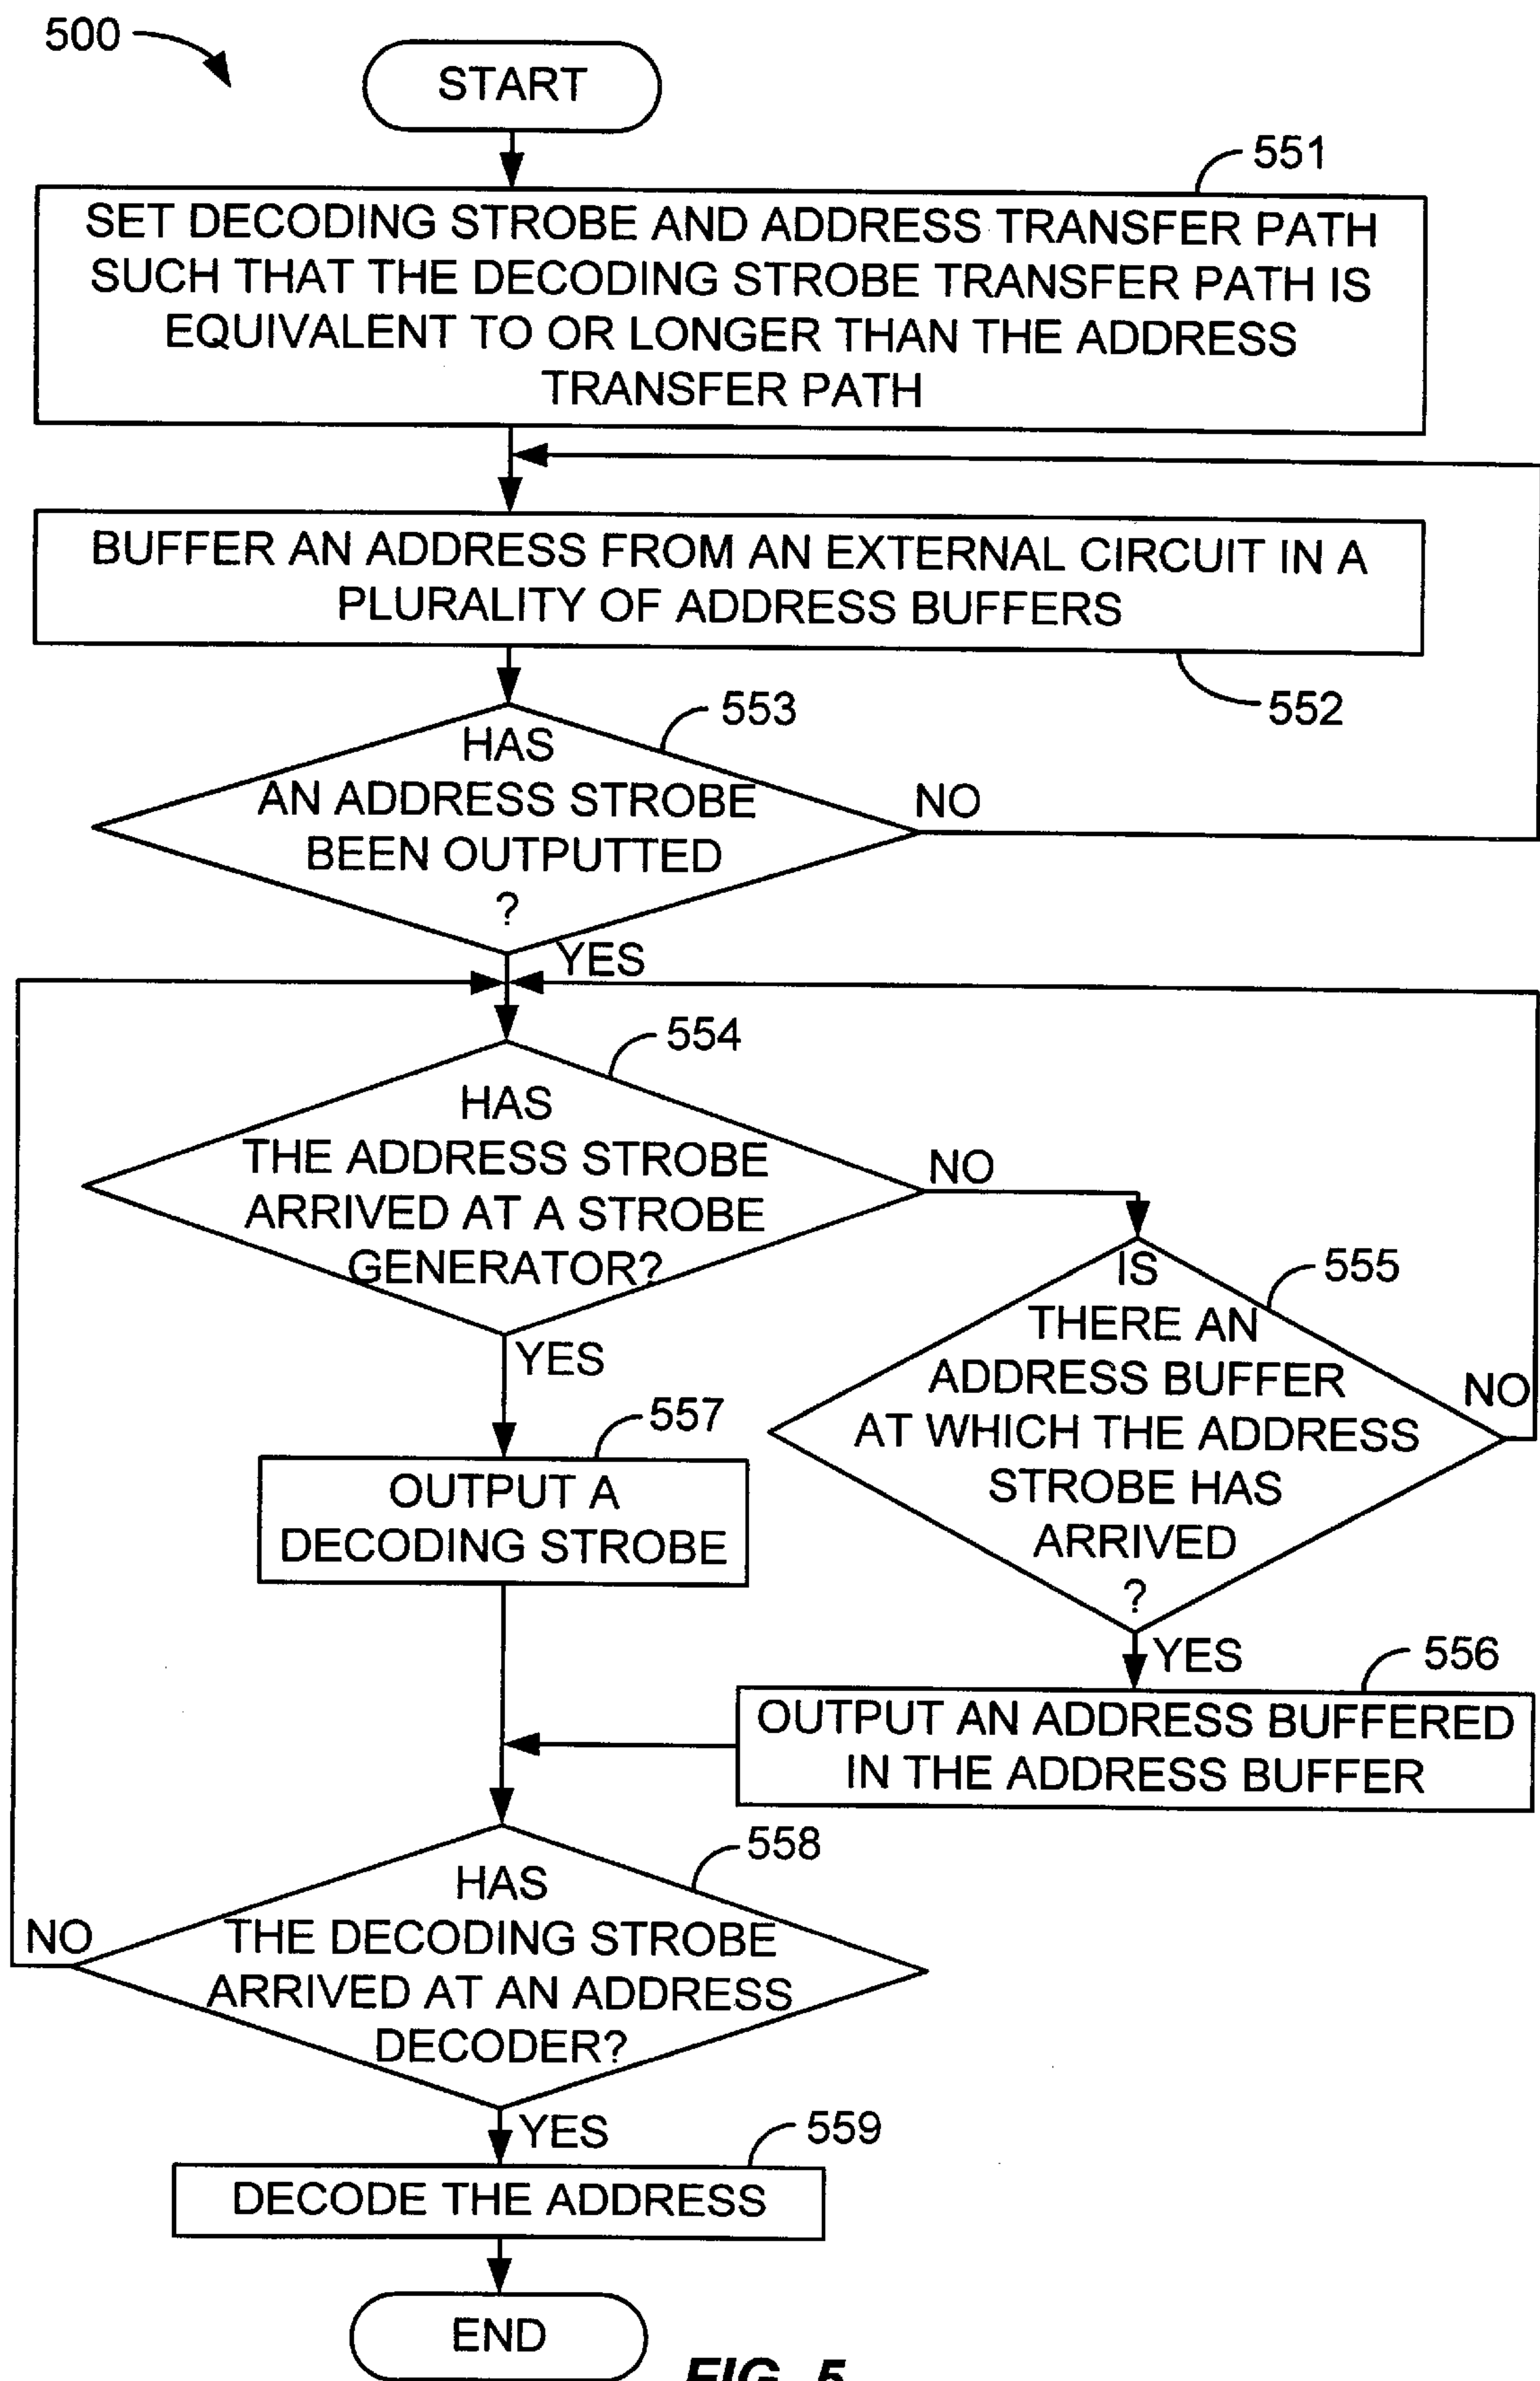 500
START
551
SET DECODING STROBE AND ADDRESS TRANSFER PATH
SUCH THAT THE DECODING STROBE TRANSFER PATH IS
EQUIVALENT TO OR LONGER THAN THE ADDRESS
TRANSFER PATH
BUFFER AN ADDRESS FROM AN EXTERNAL CIRCUIT IN A
PLURALITY OF ADDRESS BUFFERS
552
553
HAS
AN ADDRESS STROBE
BEEN OUTPUTTED
?
NO
YES
554
HAS
THE ADDRESS STROBE
ARRIVED AT A STROBE
GENERATOR?
NO
YES
555
IS
THERE AN
ADDRESS BUFFER
AT WHICH THE ADDRESS
STROBE HAS
ARRIVED
?
NO
YES
557
OUTPUT A
DECODING STROBE
556
OUTPUT AN ADDRESS BUFFERED
IN THE ADDRESS BUFFER
558
HAS
THE DECODING STROBE
ARRIVED AT AN ADDRESS
DECODER?
NO
YES
559
DECODE THE ADDRESS
END
FIG. 5